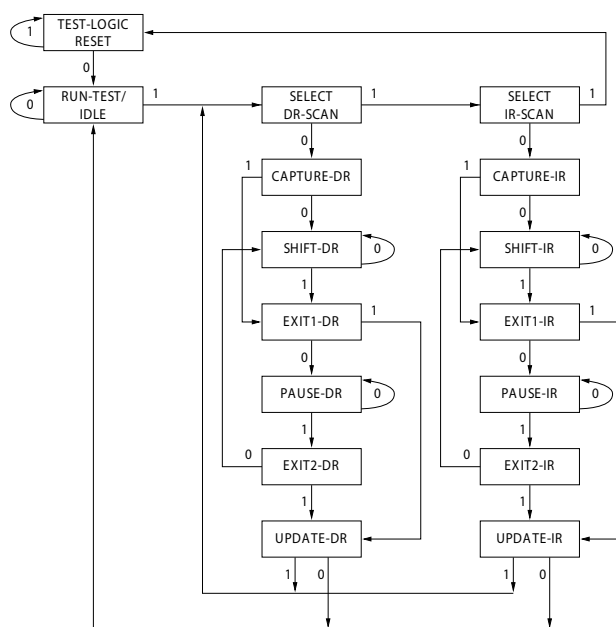 1
TEST-LOGIC
RESET
0
0
RUN-TEST/
IDLE
1
SELECT
DR-SCAN
1
SELECT
IR-SCAN
1
0
0
1
CAPTURE-DR
1
CAPTURE-IR
0
0
SHIFT-DR
0
SHIFT-IR
0
1
1
EXIT1-DR
1
EXIT1-IR
1
0
0
PAUSE-DR
0
PAUSE-IR
0
1
1
0
EXIT2-DR
0
EXIT2-IR
1
1
UPDATE-DR
UPDATE-IR
1
0
1
0